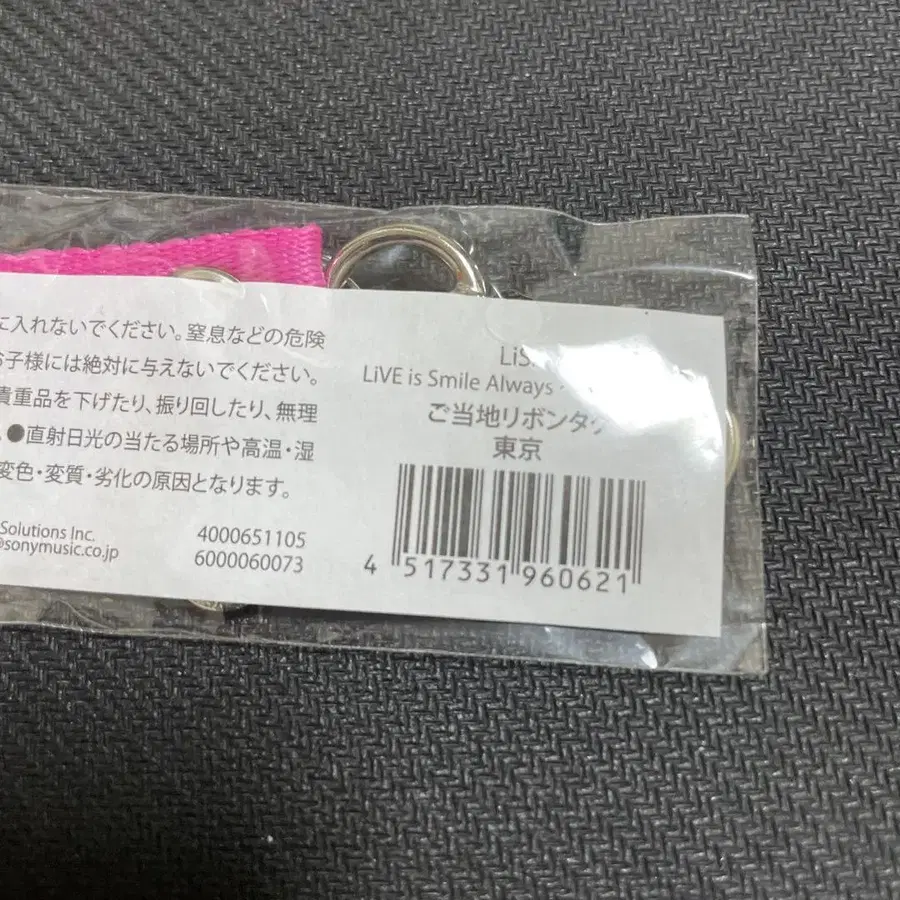 に入れないでください。窒息などの危険
お子様には絶対に与えないでください。
貴重品を下げたり、振り回したり、無理
●直射日光の当たる場所や高温・湿
変色・変質・劣化の原因となります。
Solutions Inc.
@sonymusic.co.jp
4000651105
6000060073
LiS
LiVE is Smile Always
ご当地リボンタグ
東京
4 517331 960621